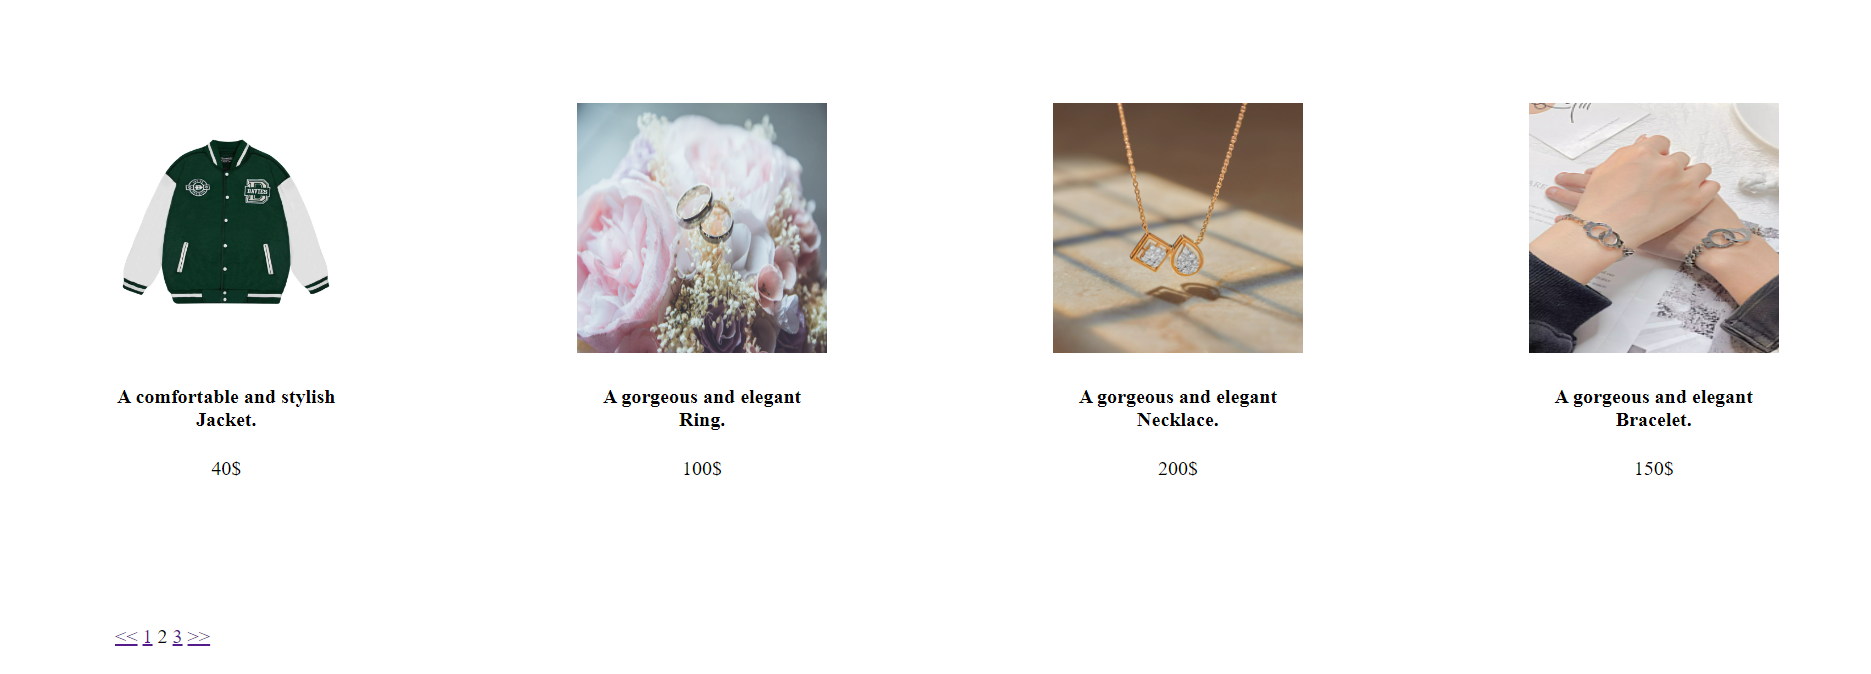 DAVIES
A comfortable and stylish
Jacket.
40$
A gorgeous and elegant
Ring.
100$
A gorgeous and elegant
Necklace.
200$
A gorgeous and elegant
Bracelet.
150$
<< 1 2 3 >>